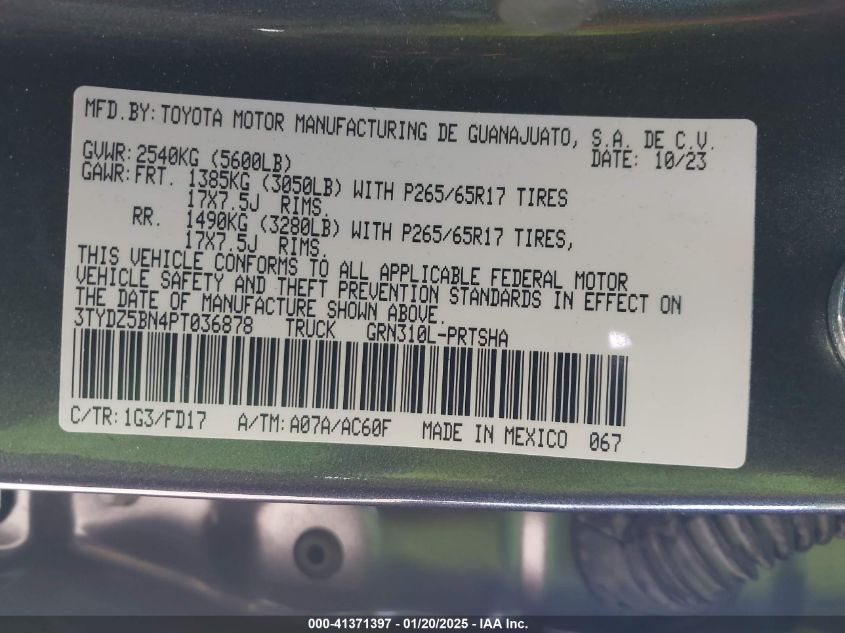 MFD.BY: TOYOTA MOTOR MANUFACTURING DE GUANAJUATO, S.A. DE C.V.
GVWR: 2540KG (5600LB) DATE: 10/23
GAWR: FRT. 1385KG (3050LB) WITH P265/65R17 TIRES
17X7.5J RIMS.
RR. 1490KG (3280LB) WITH P265/65R17 TIRES,
17X7.5J RIMS.
THIS VEHICLE CONFORMS TO ALL APPLICABLE FEDERAL MOTOR
VEHICLE SAFETY AND THEFT PREVENTION STANDARDS IN EFFECT ON
THE DATE OF MANUFACTURE SHOWN ABOVE.
3TYDZ5BN4PT036878 TRUCK GRN310L-PRTSHA
C/TR: 1G3/FD17 A/TM: A07A/AC60F MADE IN MEXICO 067
000-41371397 - 01/20/2025 - IAA Inc.